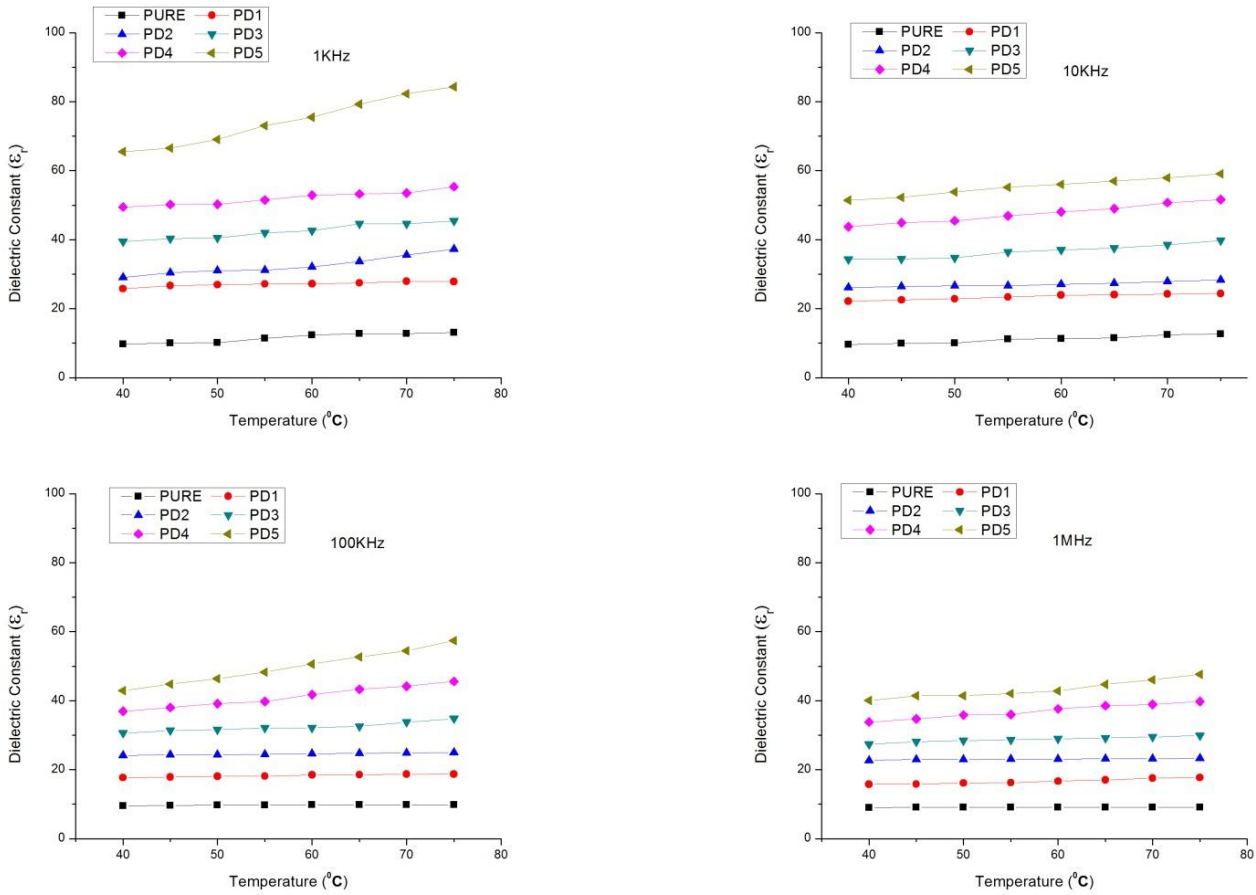 PURE PD1
PD2 PD3
PD4 PD5
1KHz
100
80
60
40
20
0
Dielectric Constant (εr)
40 50 60 70 80
Temperature (⁰C)
PURE PD1
PD2 PD3
PD4 PD5
10KHz
100
80
60
40
20
0
Dielectric Constant (εr)
40 50 60 70 80
Temperature (⁰C)
PURE PD1
PD2 PD3
PD4 PD5
100KHz
100
80
60
40
20
0
Dielectric Constant (εr)
40 50 60 70 80
Temperature (⁰C)
PURE PD1
PD2 PD3
PD4 PD5
1MHz
100
80
60
40
20
0
Dielectric Constant (εr)
40 50 60 70 80
Temperature (⁰C)